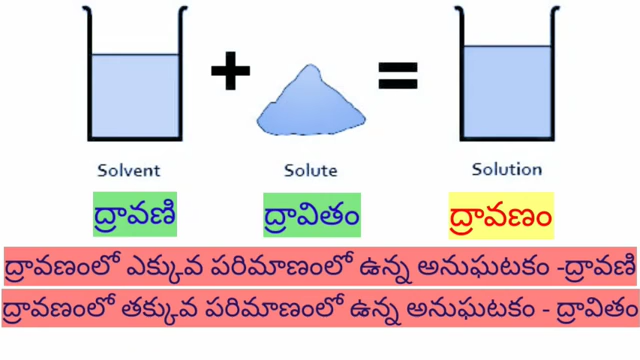 + =
Solvent Solute Solution
ద్రావణి ద్రావితం ద్రావణం
ద్రావణంలో ఎక్కువ పరిమాణంలో ఉన్న అనుఘటకం -ద్రావణి
ద్రావణంలో తక్కువ పరిమాణంలో ఉన్న అనుఘటకం - ద్రావితం